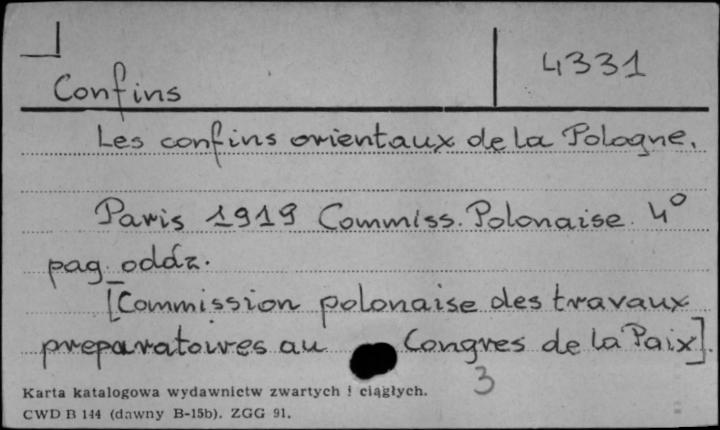 4331
Confins
Les confins orientaux de la Pologne.
Paris 1919 Commiss. Polonaise 4°
pag. oddz.
[Commission polonaise des travaux
preparatoires au Congres de la Paix].
3
Karta katalogowa wydawnictw zwartych i ciągłych.
CWD B 144 (dawny B-15b). ZGG 91.